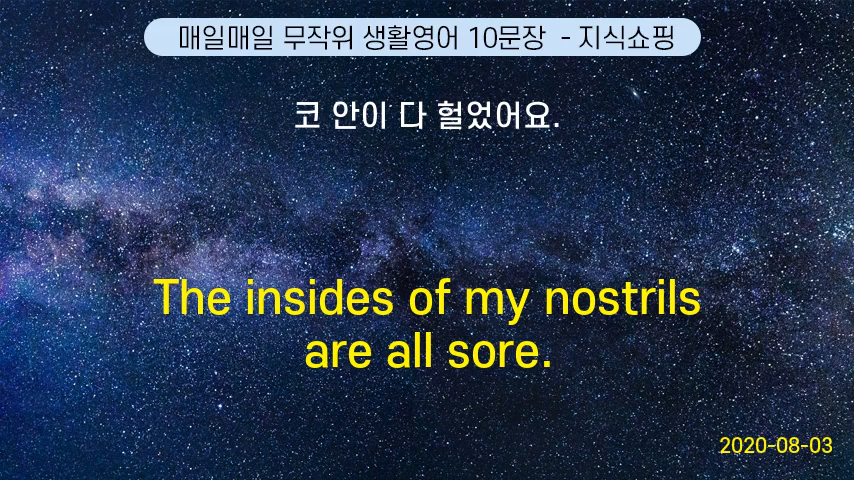 매일매일 무작위 생활영어 10문장 - 지식쇼핑
코 안이 다 헐었어요.
The insides of my nostrils
are all sore.
2020-08-03